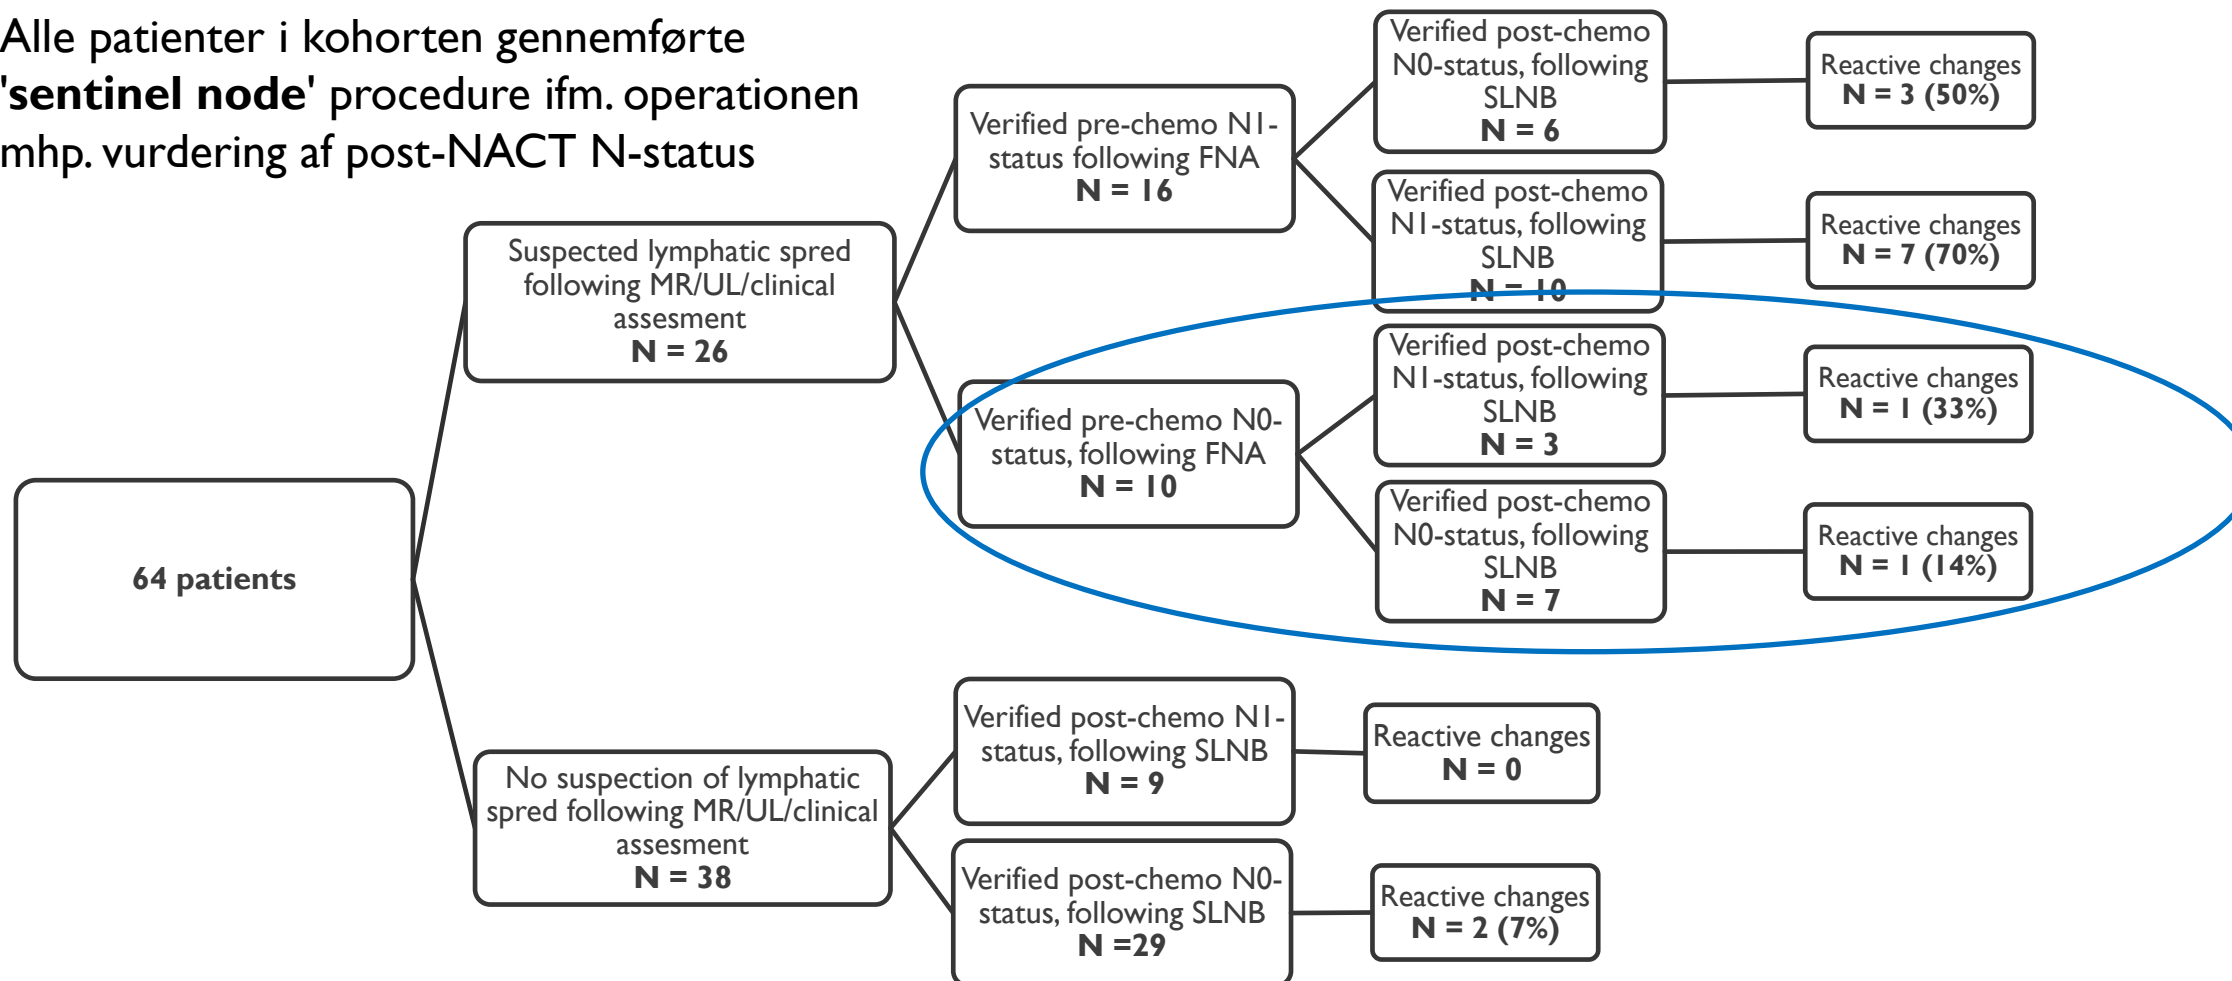 Alle patienter i kohorten gennemførte
'sentinel node' procedure ifm. operationen
mhp. vurdering af post-NACT N-status
64 patients
Suspected lymphatic spred
following MR/UL/clinical
assesment
N = 26
Verified pre-chemo N1-
status following FNA
N = 16
Verified post-chemo
N0-status, following
SLNB
N = 6
Reactive changes
N = 3 (50%)
Verified post-chemo
N1-status, following
SLNB
N = 10
Reactive changes
N = 7 (70%)
Verified pre-chemo N0-
status, following FNA
N = 10
Verified post-chemo
N1-status, following
SLNB
N = 3
Reactive changes
N = 1 (33%)
Verified post-chemo
N0-status, following
SLNB
N = 7
Reactive changes
N = 1 (14%)
No suspection of lymphatic
spred following MR/UL/clinical
assesment
N = 38
Verified post-chemo N1-
status, following SLNB
N = 9
Reactive changes
N = 0
Verified post-chemo N0-
status, following SLNB
N =29
Reactive changes
N = 2 (7%)